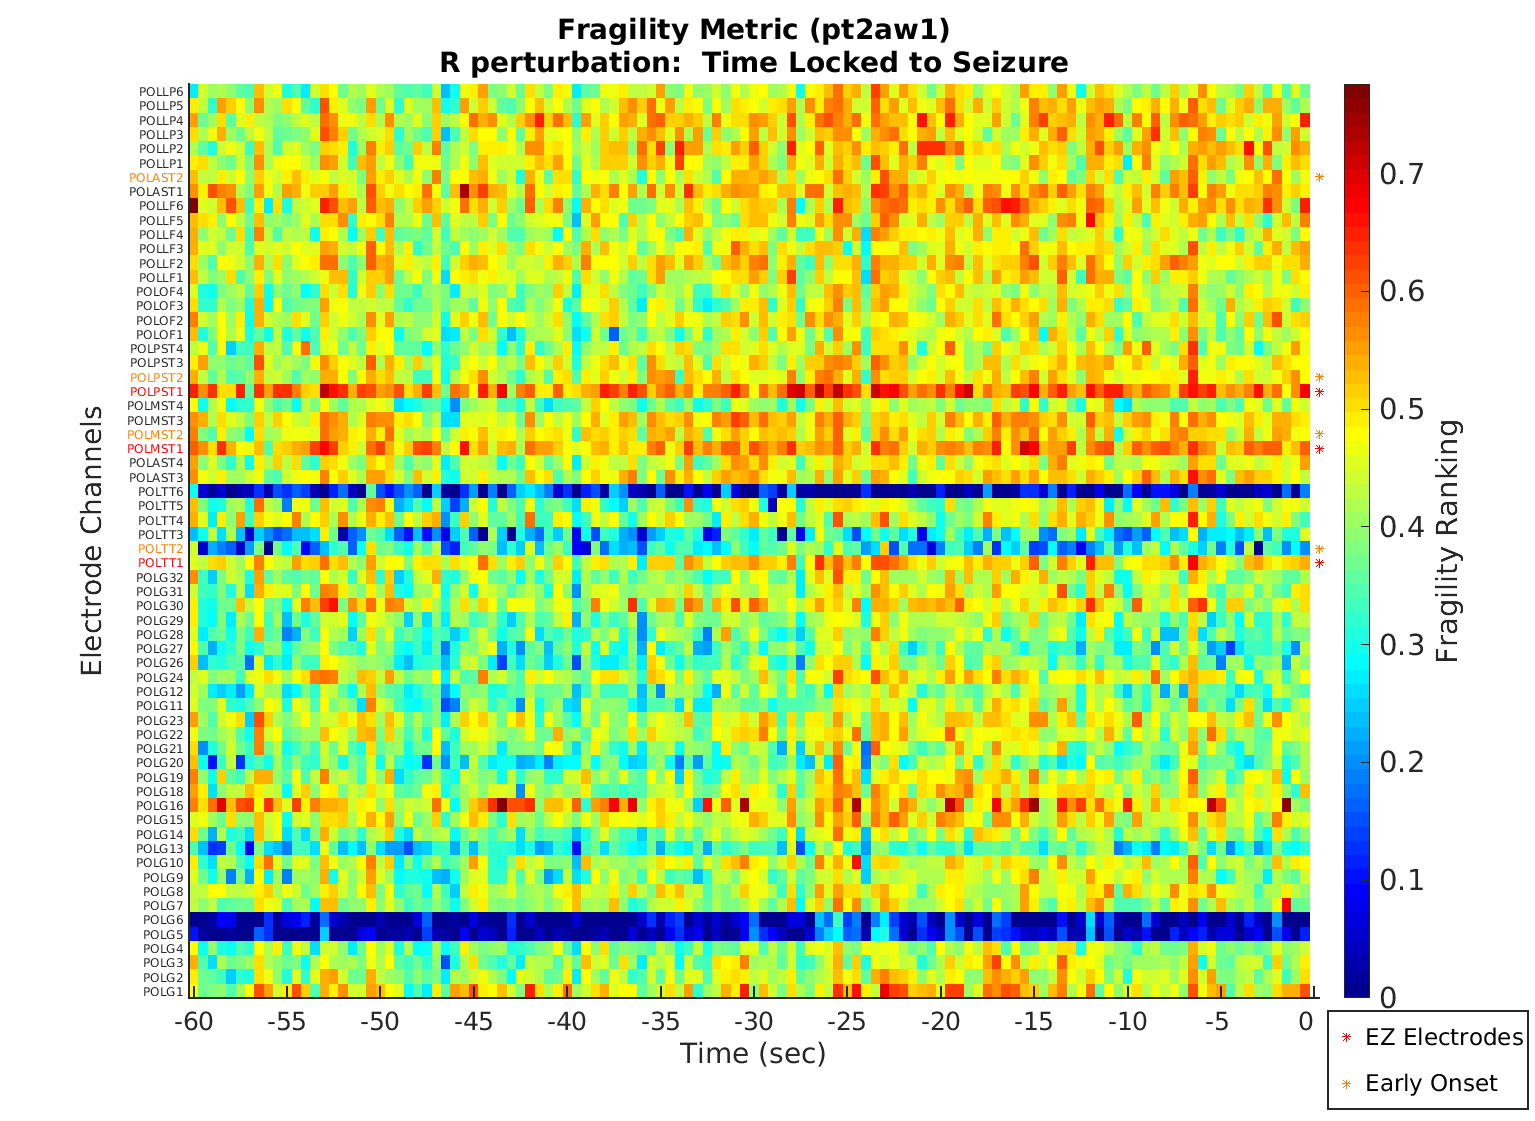 Fragility Metric (pt2aw1)
R perturbation:  Time Locked to Seizure
POLLP6
POLLP5
POLLP4
POLLP3
POLLP2
POLLP1
POLAST2
POLAST1
POLLF6
POLLF5
POLLF4
POLLF3
POLLF2
POLLF1
POLOF4
POLOF3
POLOF2
POLOF1
POLPST4
POLPST3
POLPST2
POLPST1
POLMST4
POLMST3
POLMST2
POLMST1
POLAST4
POLAST3
POLTT6
POLTT5
POLTT4
POLTT3
POLTT2
POLTT1
POLG32
POLG31
POLG30
POLG29
POLG28
POLG27
POLG26
POLG24
POLG12
POLG11
POLG23
POLG22
POLG21
POLG20
POLG19
POLG18
POLG16
POLG15
POLG14
POLG13
POLG10
POLG9
POLG8
POLG7
POLG6
POLG5
POLG4
POLG3
POLG2
POLG1
Electrode Channels
-60 -55 -50 -45 -40 -35 -30 -25 -20 -15 -10 -5 0
Time (sec)
0.7
0.6
0.5
0.4
0.3
0.2
0.1
0
Fragility Ranking
EZ Electrodes
Early Onset